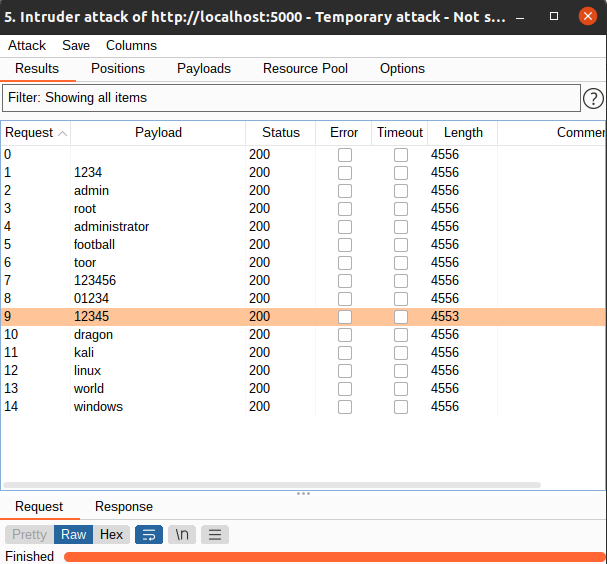 5. Intruder attack of http://localhost:5000 - Temporary attack - Not s...
Attack Save Columns
Results Positions Payloads Resource Pool Options
Filter: Showing all items ?
Request Payload Status Error Timeout Length Commer
0 200 4556
1 1234 200 4556
2 admin 200 4556
3 root 200 4556
4 administrator 200 4556
5 football 200 4556
6 toor 200 4556
7 123456 200 4556
8 01234 200 4556
9 12345 200 4553
10 dragon 200 4556
11 kali 200 4556
12 linux 200 4556
13 world 200 4556
14 windows 200 4556
Request Response
Pretty Raw Hex \n
Finished